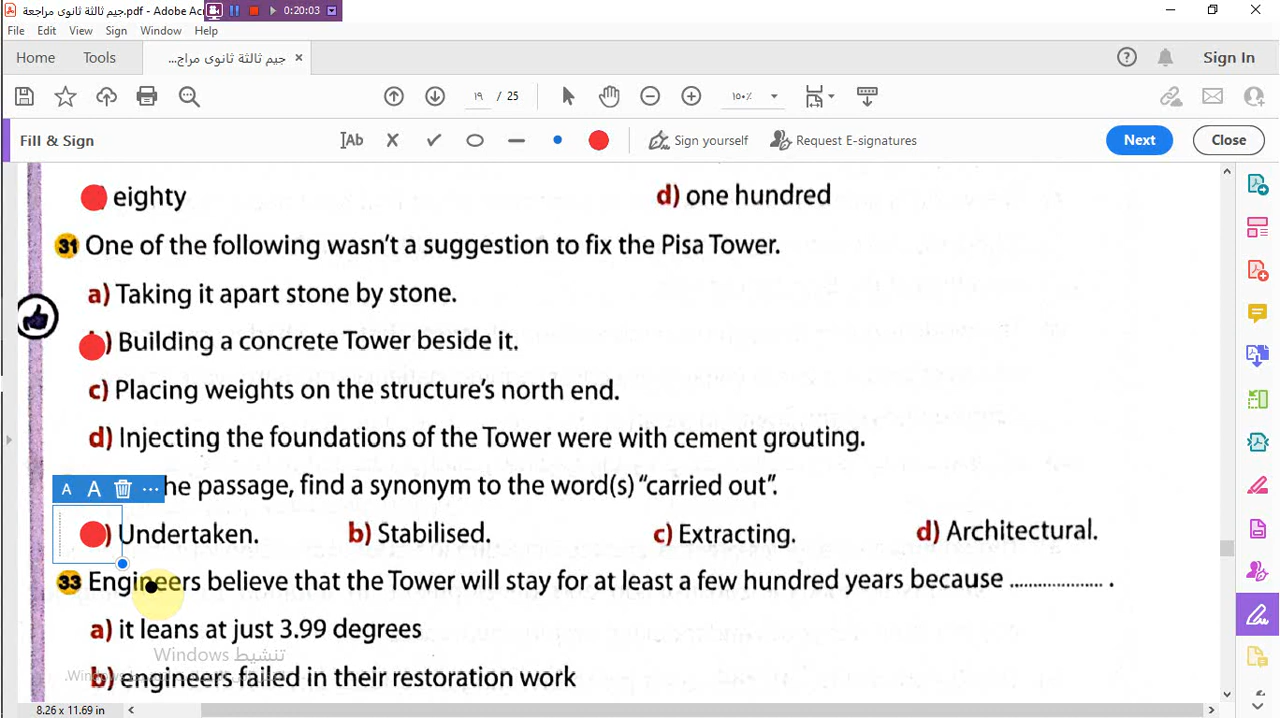 جيم ثالثة ثانوى مراجعة.pdf - Adobe Acr
0:20:03
File Edit View Sign Window Help
Home Tools جيم ثالثة ثانوى مراج... × Sign In
١٩ / 25 ١٥٠٪
Fill & Sign Ab Sign yourself Request E-signatures Next Close
eighty d) one hundred
31 One of the following wasn't a suggestion to fix the Pisa Tower.
a) Taking it apart stone by stone.
) Building a concrete Tower beside it.
c) Placing weights on the structure's north end.
d) Injecting the foundations of the Tower were with cement grouting.
A A ... he passage, find a synonym to the word(s) “carried out”.
) Undertaken. b) Stabilised. c) Extracting. d) Architectural.
33 Engineers believe that the Tower will stay for at least a few hundred years because .................... .
a) it leans at just 3.99 degrees
تنشيط Windows
b) engineers failed in their restoration work
8.26 x 11.69 in